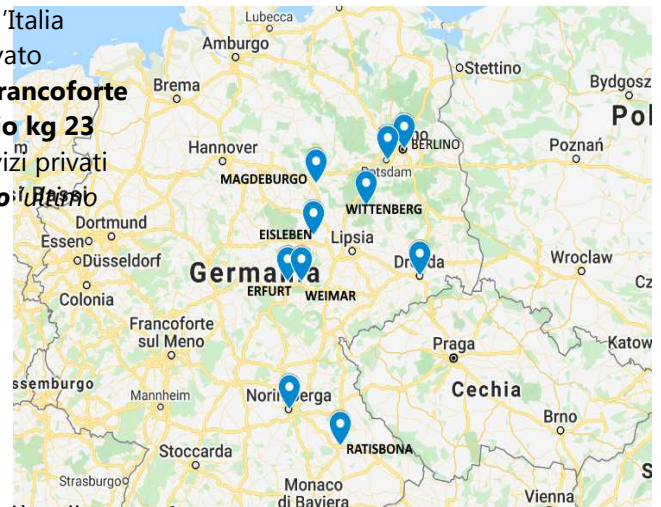 'Italia
vato
rancoforte
io kg 23
vizi privati
o ultimo
Lubecca
Amburgo
Stettino
Brema
Bydgosz
Pol
Hannover
BERLINO
Poznań
Potsdam
MAGDEBURGO
WITTENBERG
Dortmund
Essen
EISLEBEN
Lipsia
Düsseldorf
Wroclaw
Germania
Colonia
ERFURT
WEIMAR
Francoforte
sul Meno
Praga
Katow
ssemburgo
Cechia
Mannheim
Brno
RATISBONA
Stoccarda
Strasburgo
Monaco
di Baviera
Vienna